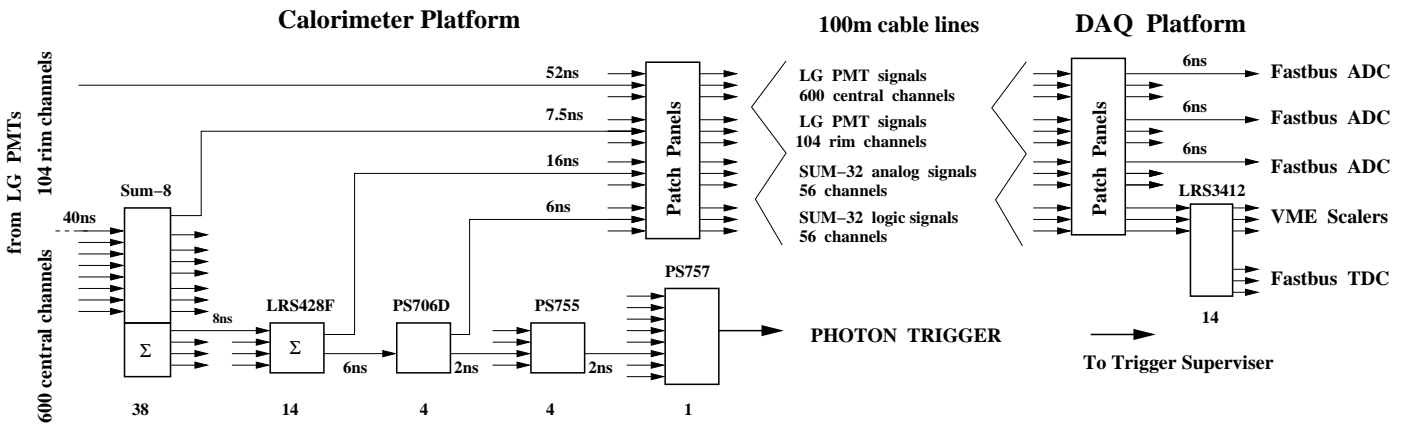 Calorimeter Platform
100m cable lines
DAQ Platform
from LG PMTs
104 rim channels
600 central channels
52ns
7.5ns
16ns
6ns
Patch Panels
LG PMT signals
600 central channels
LG PMT signals
104 rim channels
SUM−32 analog signals
56 channels
SUM−32 logic signals
56 channels
Patch Panels
6ns
Fastbus ADC
6ns
Fastbus ADC
6ns
Fastbus ADC
LRS3412
VME Scalers
Fastbus TDC
14
Sum−8
40ns
Σ
8ns
38
LRS428F
Σ
6ns
14
PS706D
2ns
4
PS755
2ns
4
PS757
1
PHOTON TRIGGER
To Trigger Superviser